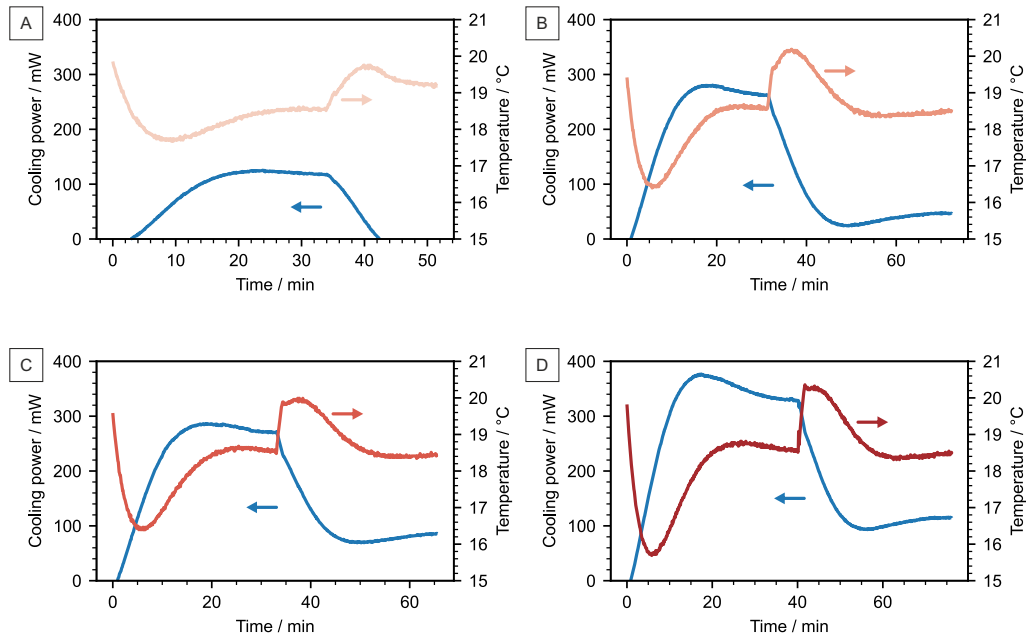 A
Cooling power / mW
400
300
200
100
0
21
20
19
18
17
16
15
Temperature / °C
0 10 20 30 40 50
Time / min
B
Cooling power / mW
400
300
200
100
0
21
20
19
18
17
16
15
Temperature / °C
0 20 40 60
Time / min
C
Cooling power / mW
400
300
200
100
0
21
20
19
18
17
16
15
Temperature / °C
0 20 40 60
Time / min
D
Cooling power / mW
400
300
200
100
0
21
20
19
18
17
16
15
Temperature / °C
0 20 40 60
Time / min